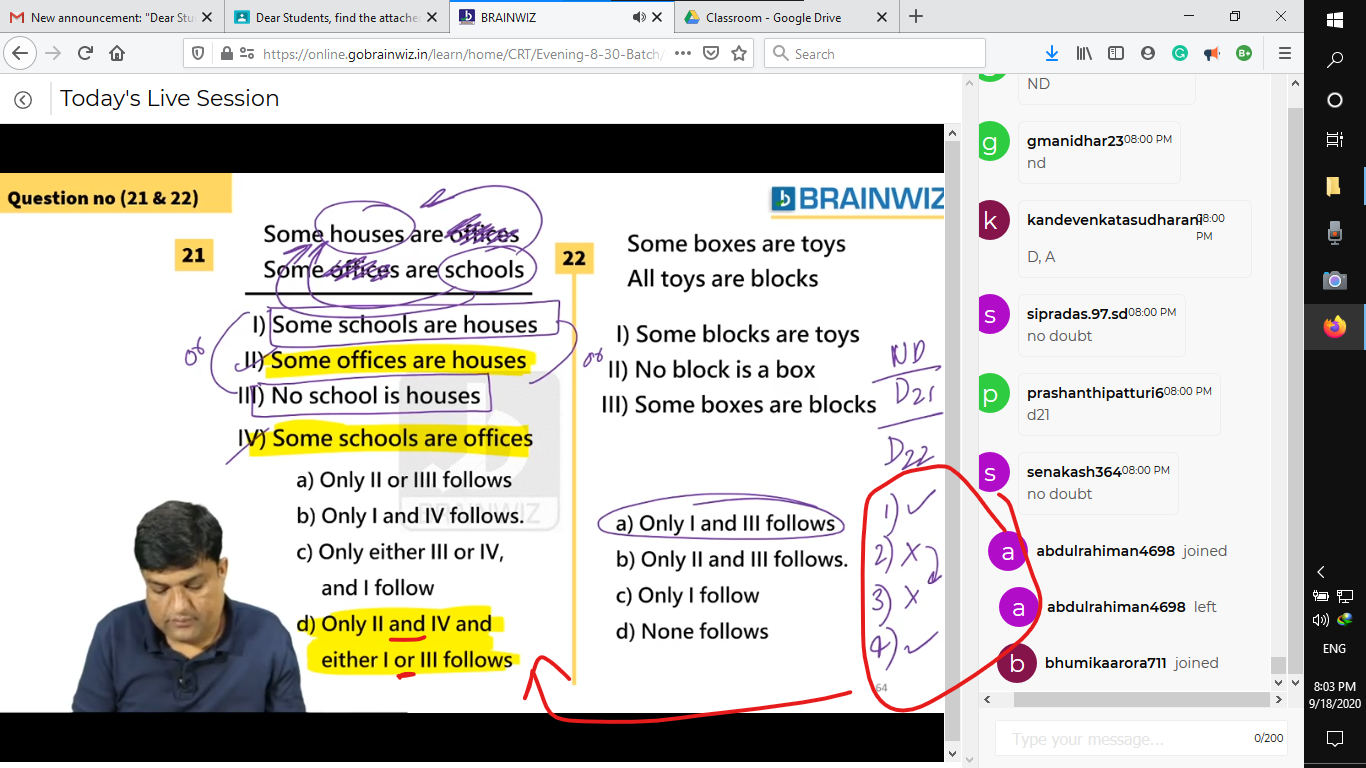 New announcement: "Dear Stu
Dear Students, find the attache
BRAINWIZ
Classroom - Google Drive
https://online.gobrainwiz.in/learn/home/CRT/Evening-8-30-Batch/
Search
Today's Live Session
Question no (21 & 22)
BRAINWIZ
21
Some houses are offices
Some offices are schools
I) Some schools are houses
II) Some offices are houses
III) No school is houses
IV) Some schools are offices
a) Only II or IIII follows
b) Only I and IV follows.
c) Only either III or IV,
and I follow
d) Only II and IV and
either I or III follows
BRAINWIZ
22
Some boxes are toys
All toys are blocks
I) Some blocks are toys
II) No block is a box
III) Some boxes are blocks
a) Only I and III follows
b) Only II and III follows.
c) Only I follow
d) None follows
ND
D21
D22
1) ✓
2) X
3) X
4) ✓
64
ND
gmanidhar23 08:00 PM
nd
kandevenkatasudharani 08:00
PM
D, A
sipradas.97.sd 08:00 PM
no doubt
prashanthipatturi6 08:00 PM
d21
senakash364 08:00 PM
no doubt
abdulrahiman4698 joined
abdulrahiman4698 left
bhumikaarora711 joined
Type your message...
0/200
ENG
8:03 PM
9/18/2020